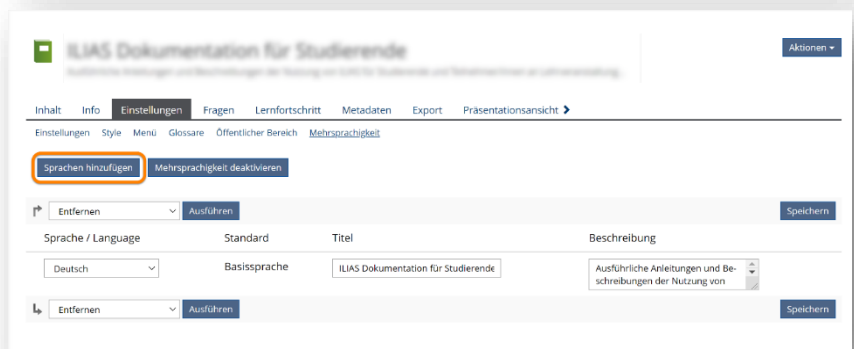 ILIAS Dokumentation für Studierende
Aktionen
Inhalt Info Einstellungen Fragen Lernfortschritt Metadaten Export Präsentationsansicht
Einstellungen Style Menü Glossare Öffentlicher Bereich Mehrsprachigkeit
Sprachen hinzufügen Mehrsprachigkeit deaktivieren
Entfernen Ausführen Speichern
Sprache / Language Standard Titel Beschreibung
Deutsch Basissprache ILIAS Dokumentation für Studierende Ausführliche Anleitungen und Be-
schreibungen der Nutzung von
Entfernen Ausführen Speichern